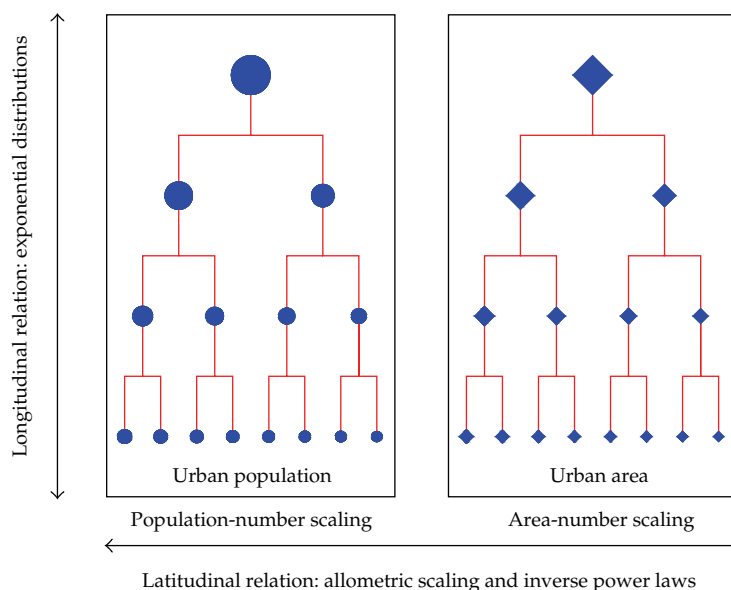 Longitudinal relation: exponential distributions
Urban population
Urban area
Population-number scaling
Area-number scaling
Latitudinal relation: allometric scaling and inverse power laws